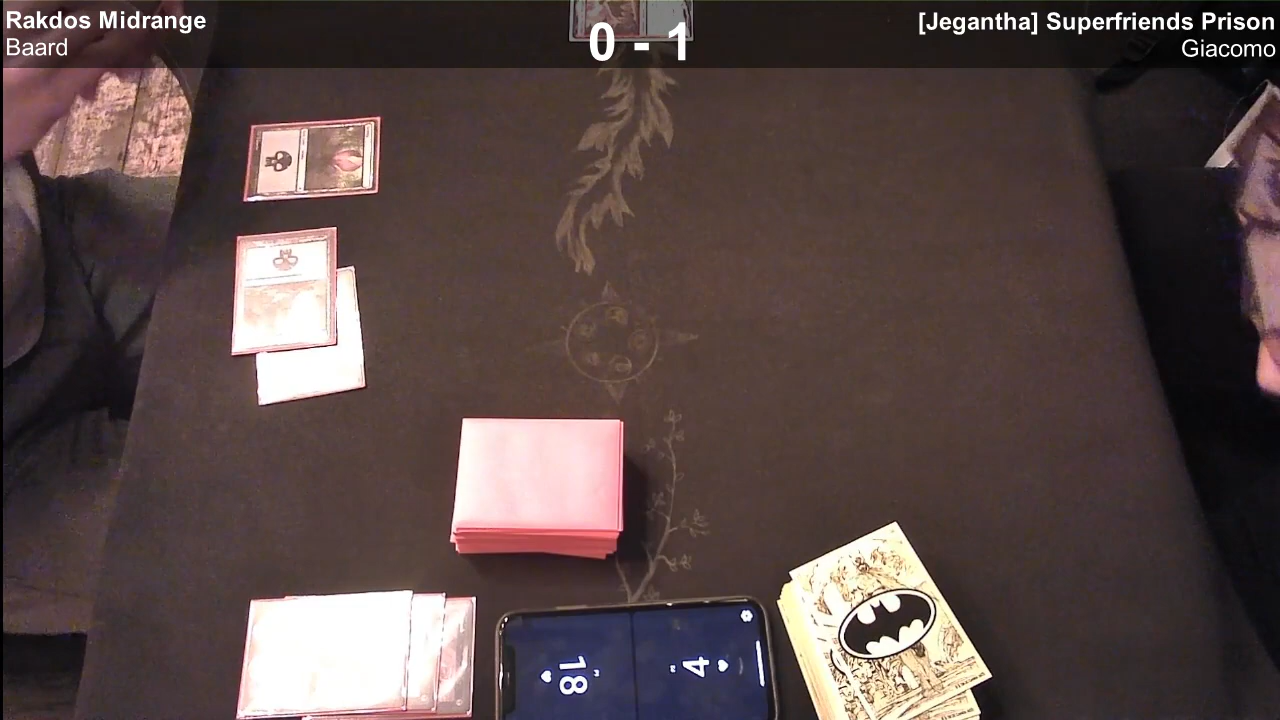 Rakdos Midrange
Baard
0 - 1
[Jegantha] Superfriends Prison
Giacomo
18
4